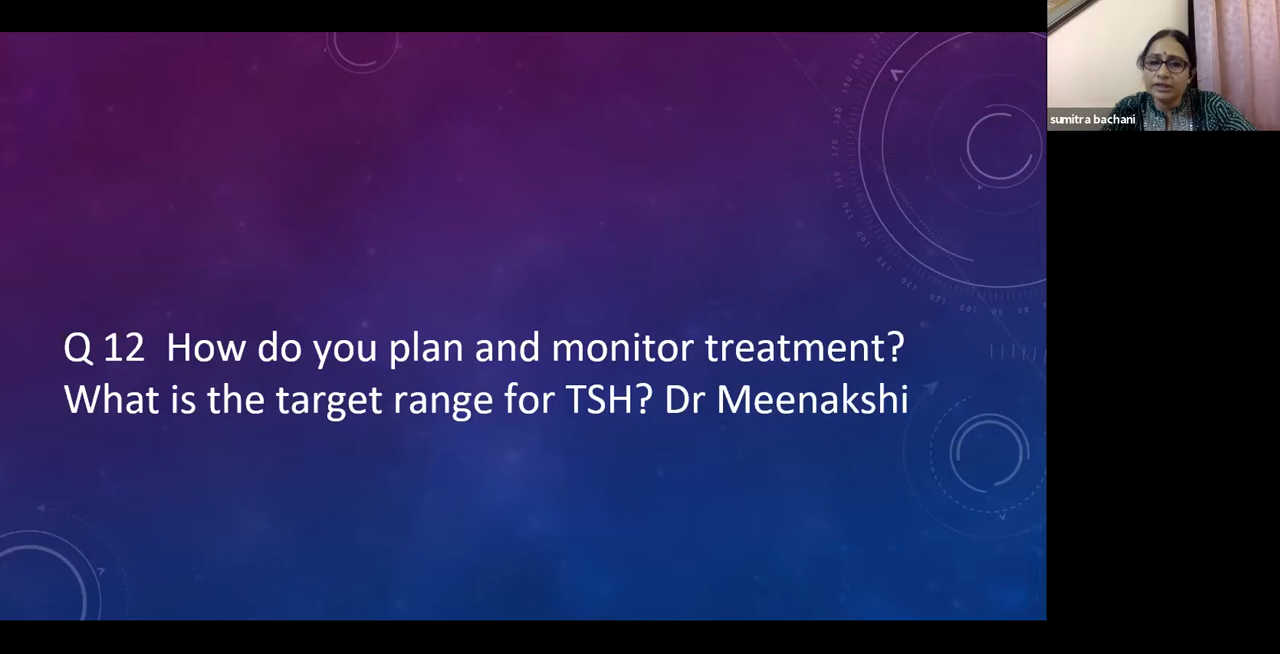 sumitra bachani
Q 12 How do you plan and monitor treatment?
What is the target range for TSH? Dr Meenakshi